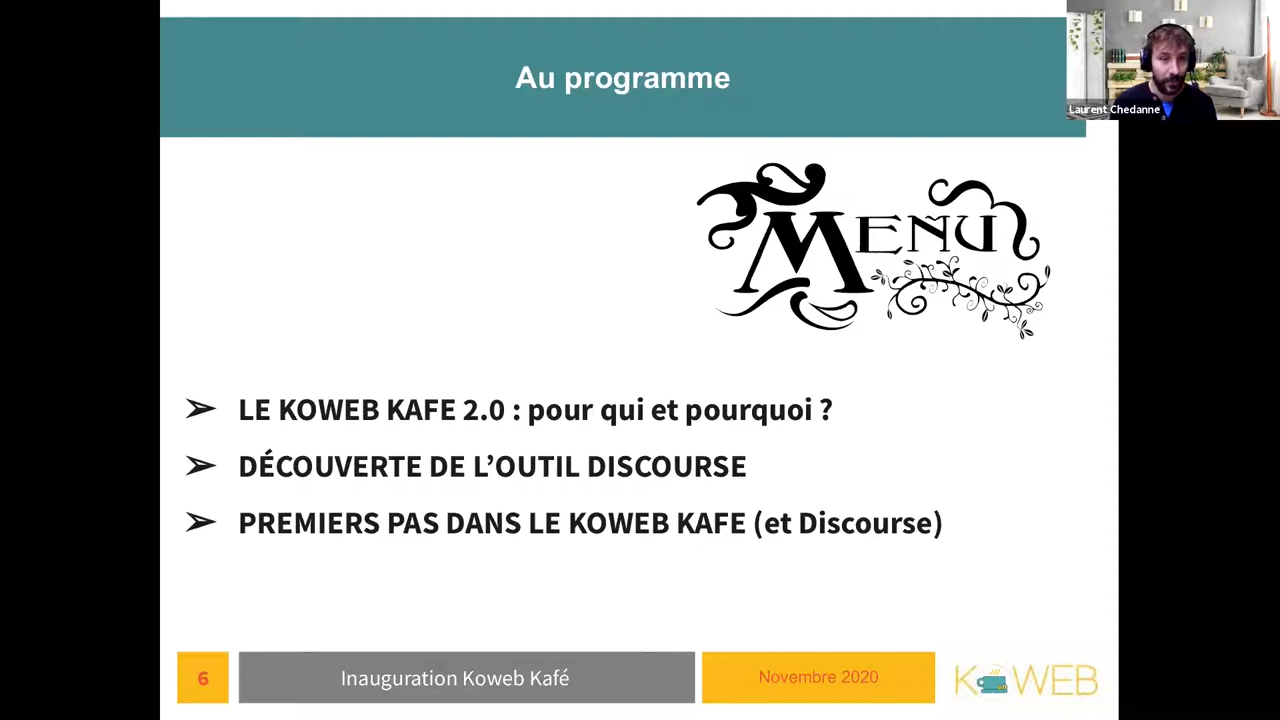 Au programme
Laurent Chedanne
MENU
➢ LE KOWEB KAFE 2.0 : pour qui et pourquoi ?
➢ DÉCOUVERTE DE L’OUTIL DISCOURSE
➢ PREMIERS PAS DANS LE KOWEB KAFE (et Discourse)
6
Inauguration Koweb Kafé
Novembre 2020
KOWEB